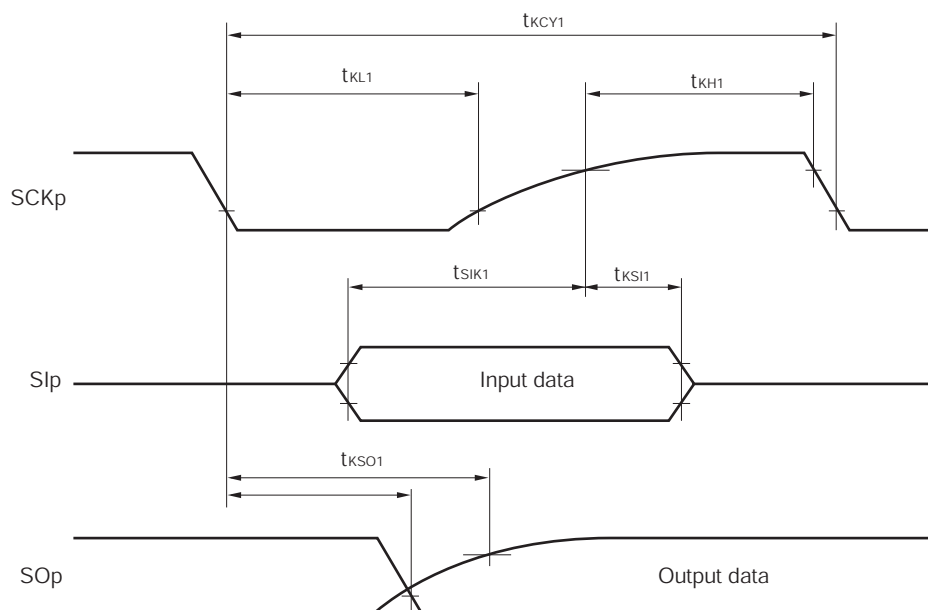 tKCY1
tKL1
tKH1
SCKp
tSIK1
tKSI1
SIp
Input data
tKSO1
SOp
Output data